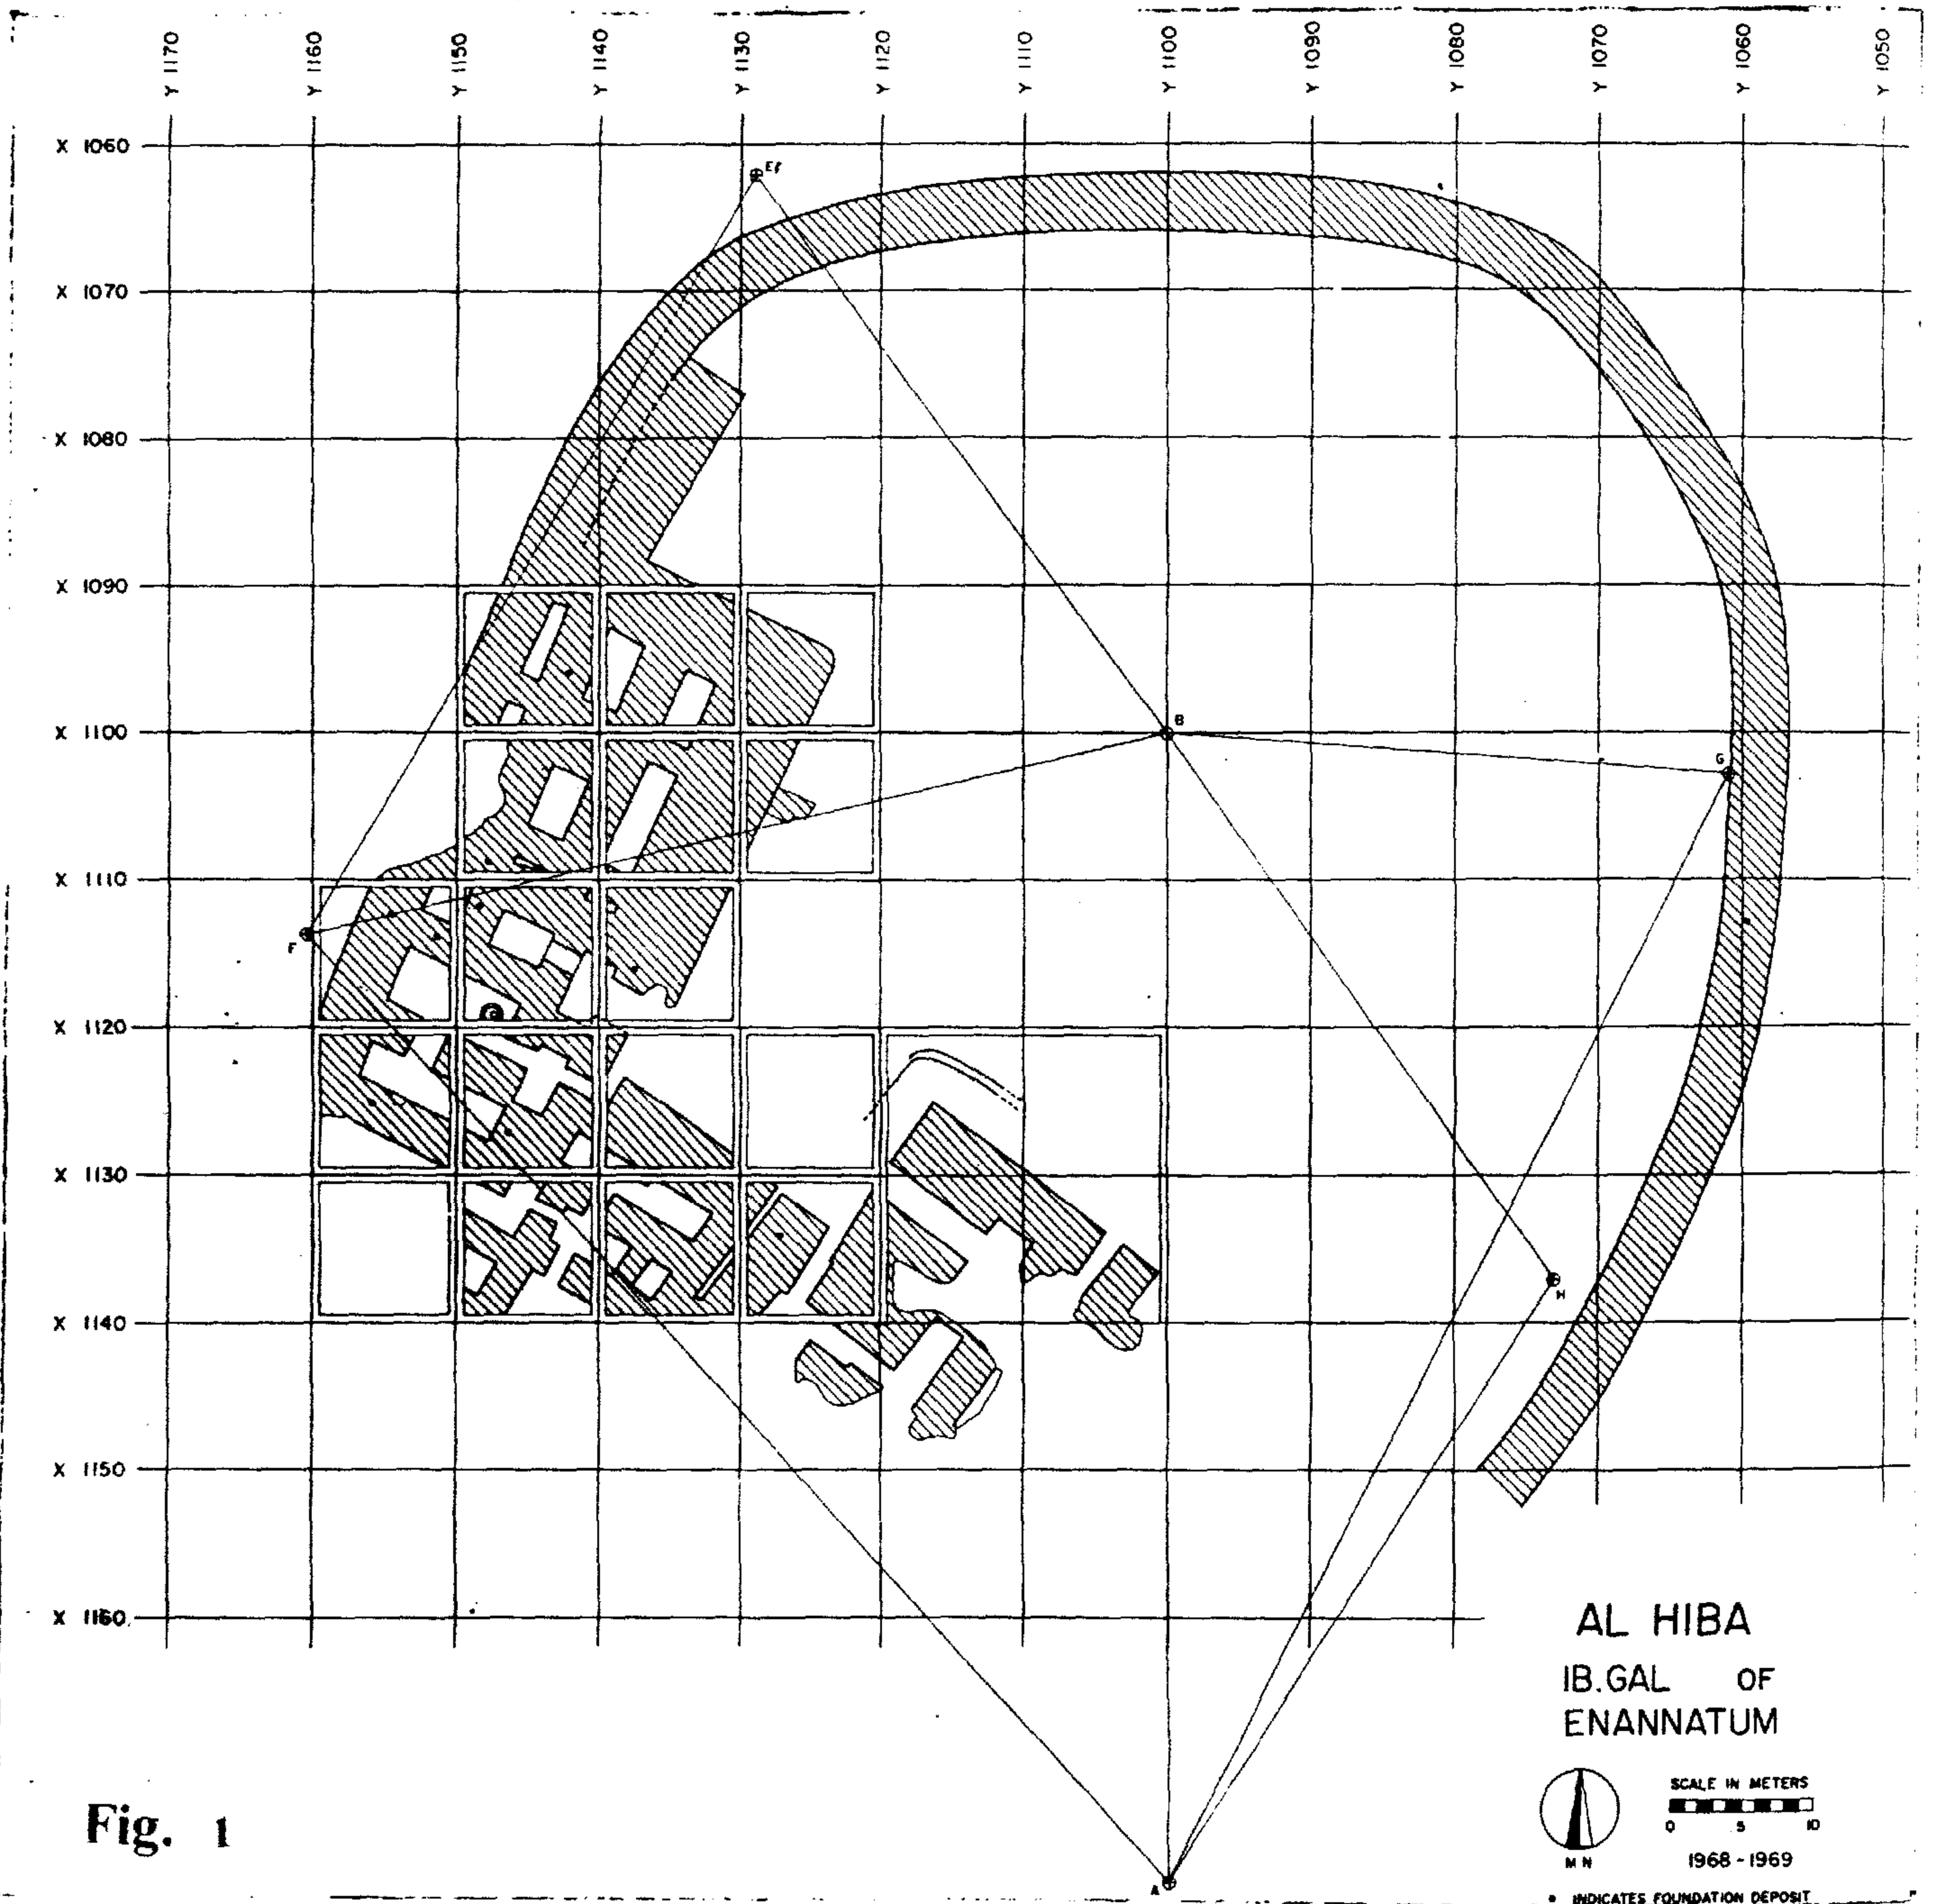 Y 1170
Y 1160
Y 1150
Y 1140
Y 1130
Y 1120
Y 1110
Y 1100
Y 1090
Y 1080
Y 1070
Y 1060
Y 1050
X 1060
X 1070
X 1080
X 1090
X 1100
X 1110
X 1120
X 1130
X 1140
X 1150
X 1160
B
G
F
H
A
AL HIBA
IB.GAL OF
ENANNATUM
SCALE IN METERS
0 5 10
M N
1968-1969
• INDICATES FOUNDATION DEPOSIT
Fig. 1